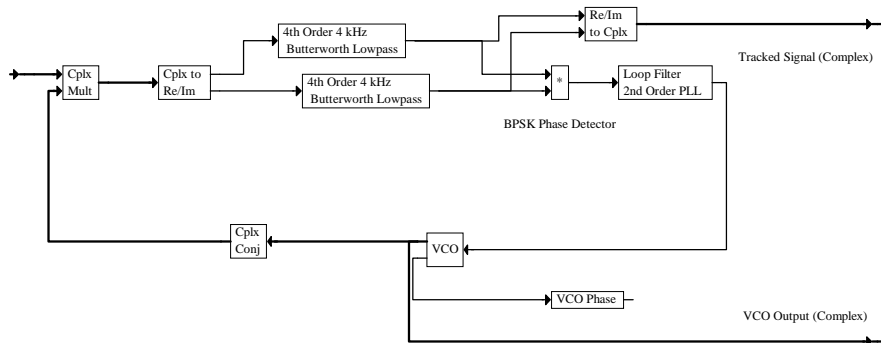 4th Order 4 kHz
Butterworth Lowpass
Re/Im
to Cplx
Tracked Signal (Complex)
Cplx
Mult
Cplx to
Re/Im
4th Order 4 kHz
Butterworth Lowpass
*
Loop Filter
2nd Order PLL
BPSK Phase Detector
Cplx
Conj
VCO
VCO Phase
VCO Output (Complex)